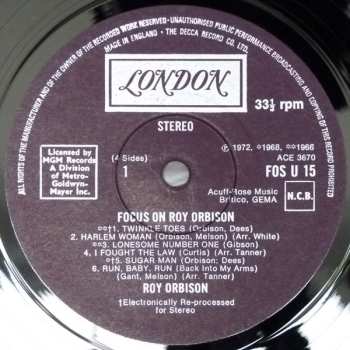 ALL RIGHTS OF THE MANUFACTURER AND OF THE OWNER OF THE RECORDED WORK RESERVED-UNAUTHORISED PUBLIC PERFORMANCE BROADCASTING AND COPYING OF THIS RECORD PROHIBITED
MADE IN ENGLAND · THE DECCA RECORD CO. LTD.
LONDON
33⅓ rpm
STEREO
Licensed by
MGM Records
A Division
of Metro-
Goldwyn-
Mayer Inc.
(4 Sides)
1
℗ 1972, °1968, °°1966
ACE 3670
FOS U 15
Acuff-Rose Music
Britico, GEMA
N.C.B.
FOCUS ON ROY ORBISON
°°†1. TWINKLE TOES (Orbison, Dees)
2. HARLEM WOMAN (Orbison, Melson) (Arr. White)
°°3. LONESOME NUMBER ONE (Gibson)
4. I FOUGHT THE LAW (Curtis) (Arr. Tanner)
°†5. SUGAR MAN (Orbison: Dees)
6. RUN, BABY, RUN (Back Into My Arms)
(Gant, Melson) (Arr. Tanner)
ROY ORBISON
†Electronically Re-processed
for Stereo